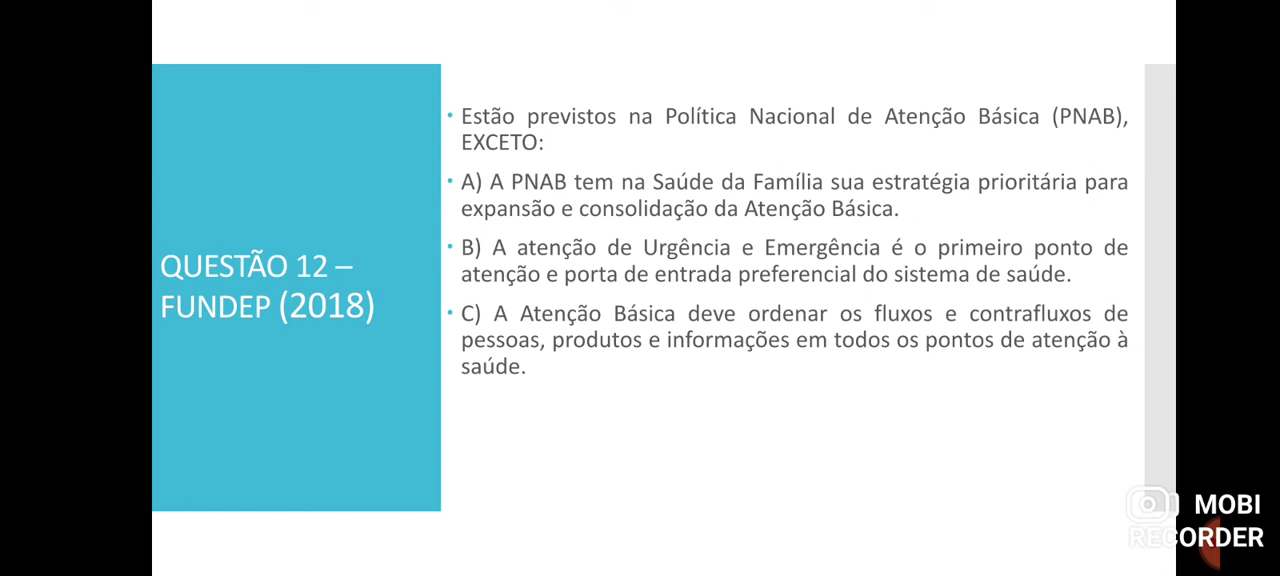 QUESTÃO 12 –
FUNDEP (2018)
• Estão previstos na Política Nacional de Atenção Básica (PNAB),
EXCETO:
• A) A PNAB tem na Saúde da Família sua estratégia prioritária para
expansão e consolidação da Atenção Básica.
• B) A atenção de Urgência e Emergência é o primeiro ponto de
atenção e porta de entrada preferencial do sistema de saúde.
• C) A Atenção Básica deve ordenar os fluxos e contrafluxos de
pessoas, produtos e informações em todos os pontos de atenção à
saúde.
MOBI
RECORDER